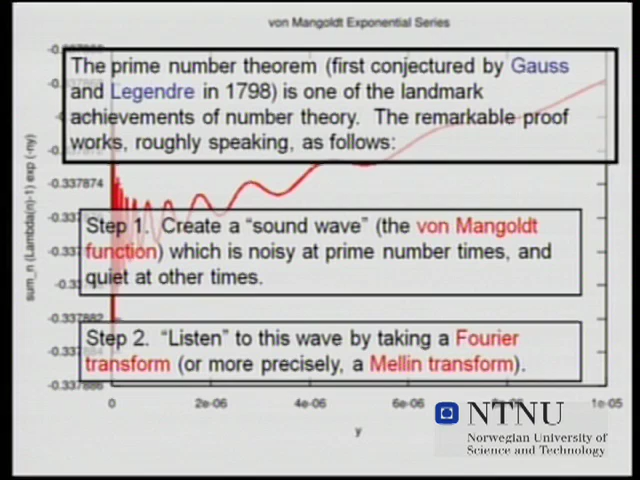 von Mangoldt Exponential Series
The prime number theorem (first conjectured by Gauss
and Legendre in 1798) is one of the landmark
achievements of number theory. The remarkable proof
works, roughly speaking, as follows:
-0.337874
Step 1. Create a “sound wave” (the von Mangoldt
function) which is noisy at prime number times, and
quiet at other times.
-0.337882
Step 2. “Listen” to this wave by taking a Fourier
transform (or more precisely, a Mellin transform).
-0.337886
sum_n (Lambda(n)-1) exp (-ny)
0 2e-06 4e-06 6e-06 1e-05
y
NTNU
Norwegian University of
Science and Technology